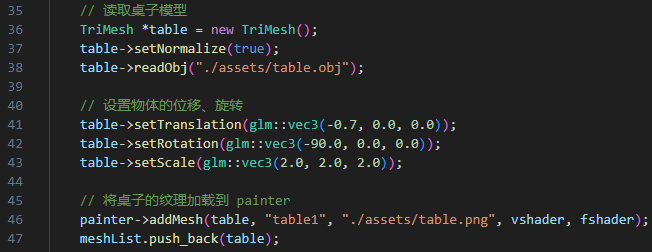 35 // 读取桌子模型
36 TriMesh *table = new TriMesh();
37 table->setNormalize(true);
38 table->readObj("./assets/table.obj");
39
40 // 设置物体的位移、旋转
41 table->setTranslation(glm::vec3(-0.7, 0.0, 0.0));
42 table->setRotation(glm::vec3(-90.0, 0.0, 0.0));
43 table->setScale(glm::vec3(2.0, 2.0, 2.0));
44
45 // 将桌子的纹理加载到 painter
46 painter->addMesh(table, "table1", "./assets/table.png", vshader, fshader);
47 meshList.push_back(table);